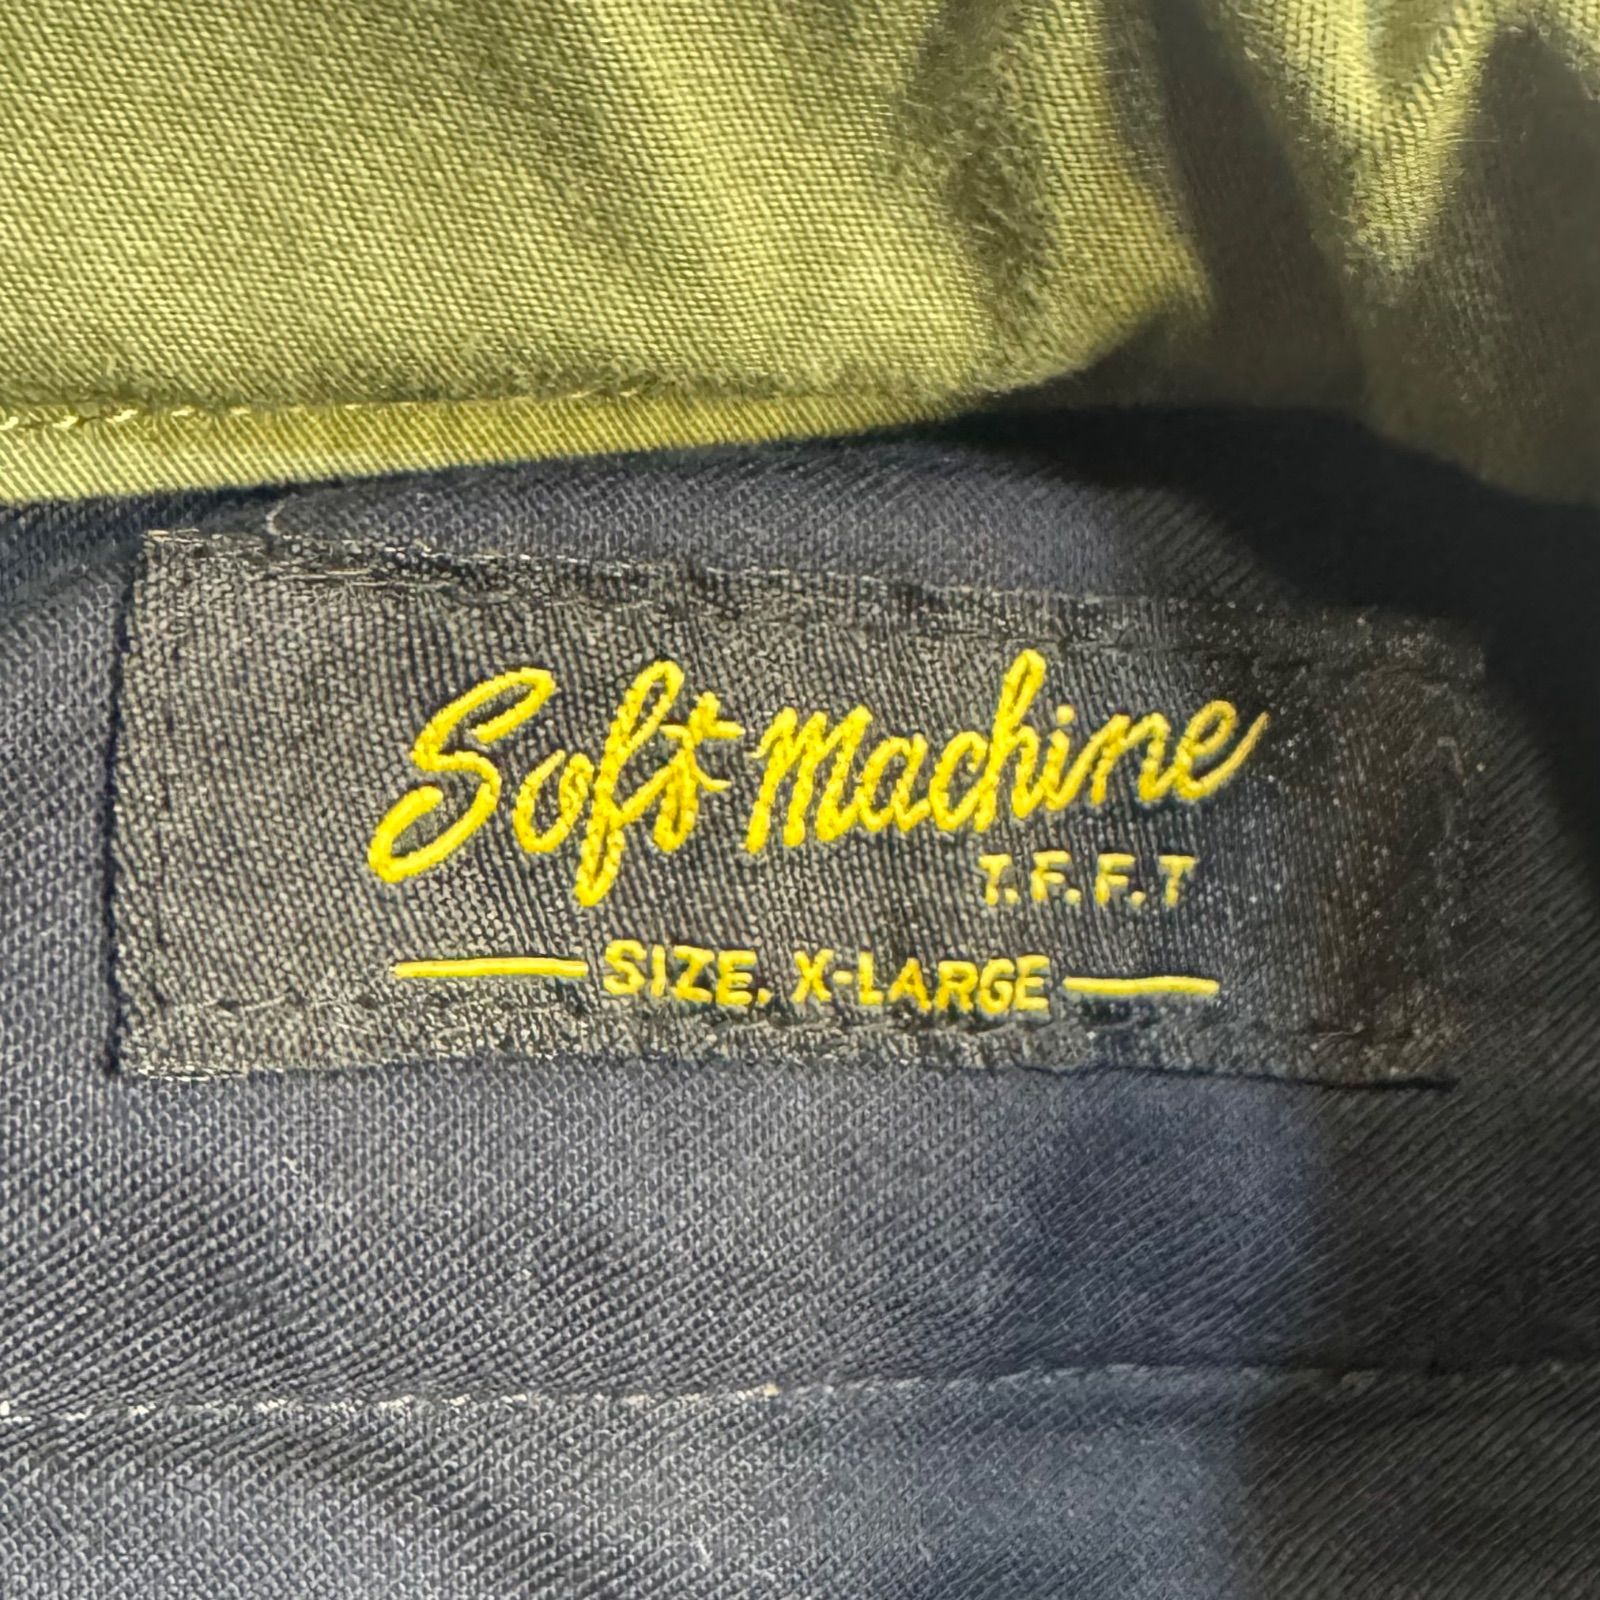 Soft Machine
T.F.F.T
SIZE. X-LARGE